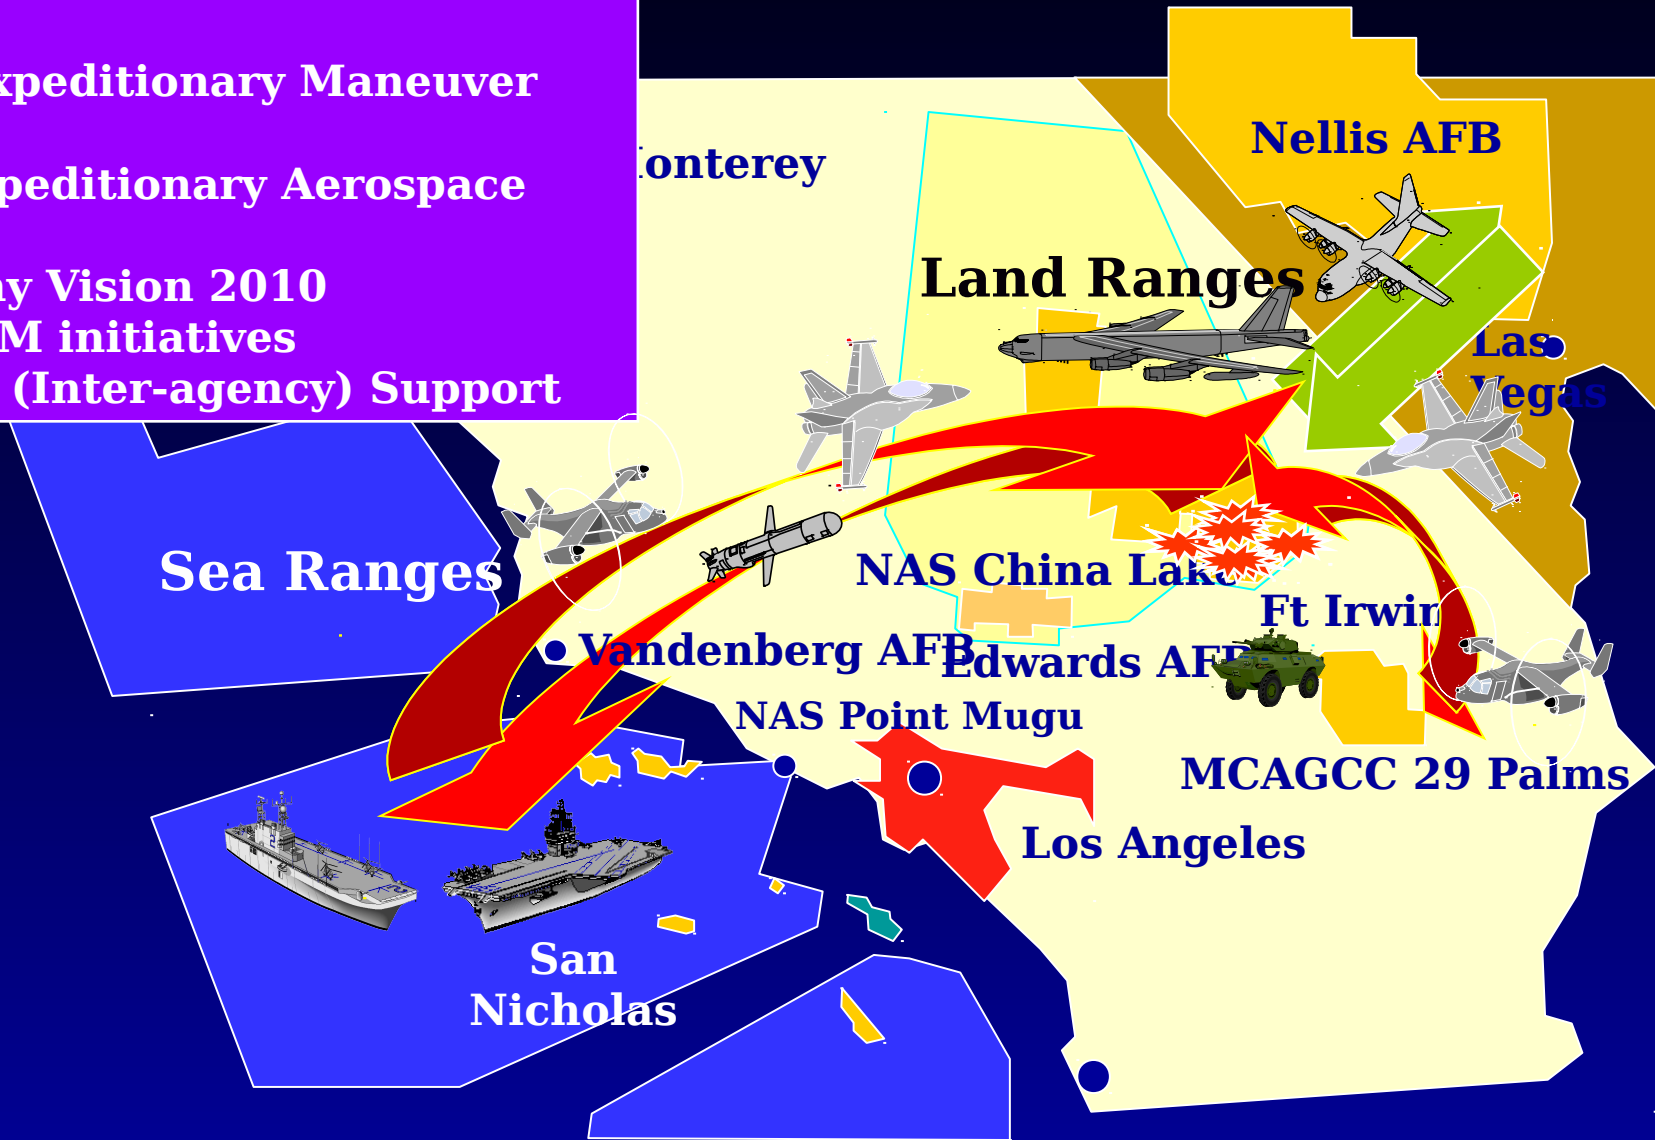 xpeditionary Maneuver
peditionary Aerospace
y Vision 2010
M initiatives
(Inter-agency) Support
onterey
Nellis AFB
Land Ranges
Las
Vegas
Sea Ranges
NAS China Lake
Ft Irwin
Vandenberg AFB
Edwards AFB
NAS Point Mugu
MCAGCC 29 Palms
Los Angeles
San
Nicholas